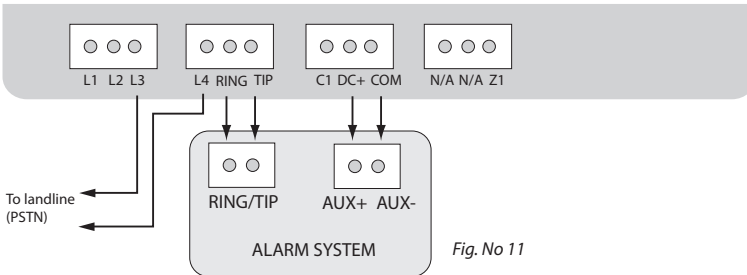 L1 L2 L3 L4 RING TIP C1 DC+ COM N/A N/A Z1
To landline
(PSTN)
RING/TIP AUX+ AUX-
ALARM SYSTEM
Fig. No 11